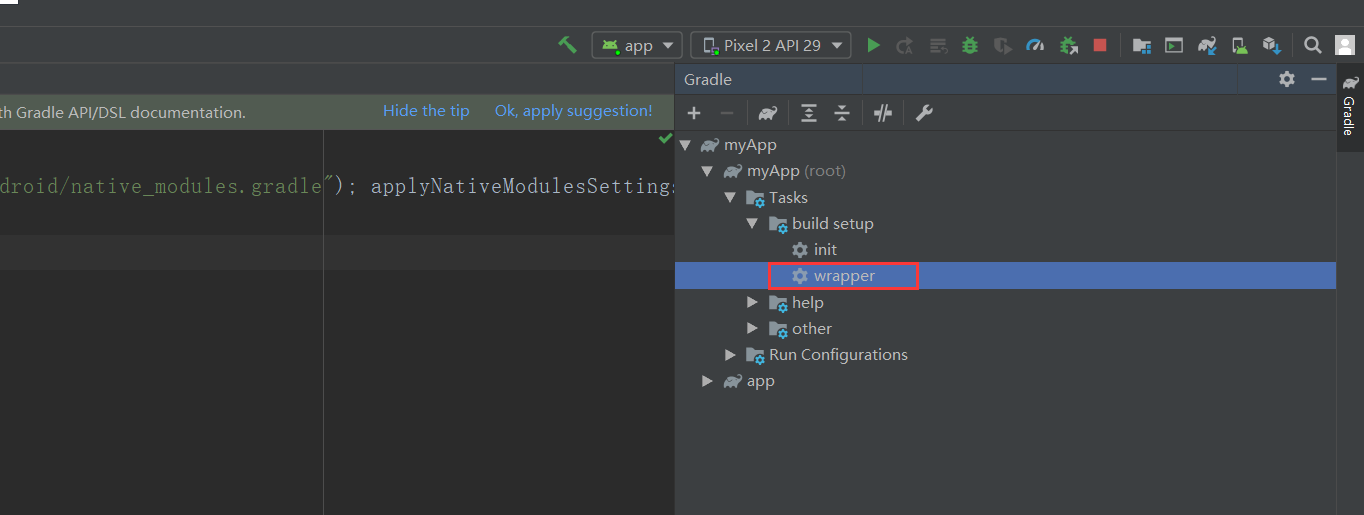 app
Pixel 2 API 29
Gradle
th Gradle API/DSL documentation.
Hide the tip
Ok, apply suggestion!
Gradle
myApp
myApp (root)
droid/native_modules.gradle"); applyNativeModulesSettings
Tasks
build setup
init
wrapper
help
other
Run Configurations
app